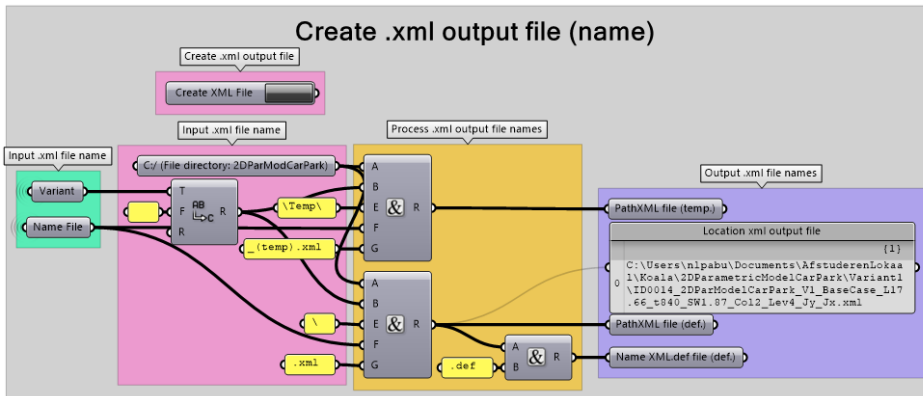 Create .xml output file (name)
Create .xml output file
Create XML File
Input .xml file name
Input .xml file name
Process .xml output file names
Output .xml file names
Variant
Name File
C:/ (File directory: 2DParModCarPark)
T
F
R
AB
C
R
\Temp\
_(temp).xml
A
B
E
F
G
&
R
PathXML file (temp.)
Location xml output file
{1}
0
C:\Users\nlpabu\Documents\AfstuderenLokaa
l\Koala\2DParametricModelCarPark\Variant1
\ID0014_2DParModelCarPark_V1_BaseCase_L17
.66_t840_SW1.87_Col2_Lev4_Jy_Jx.xml
\
.xml
A
B
E
F
G
&
R
PathXML file (def.)
.def
A
B
&
R
Name XML.def file (def.)